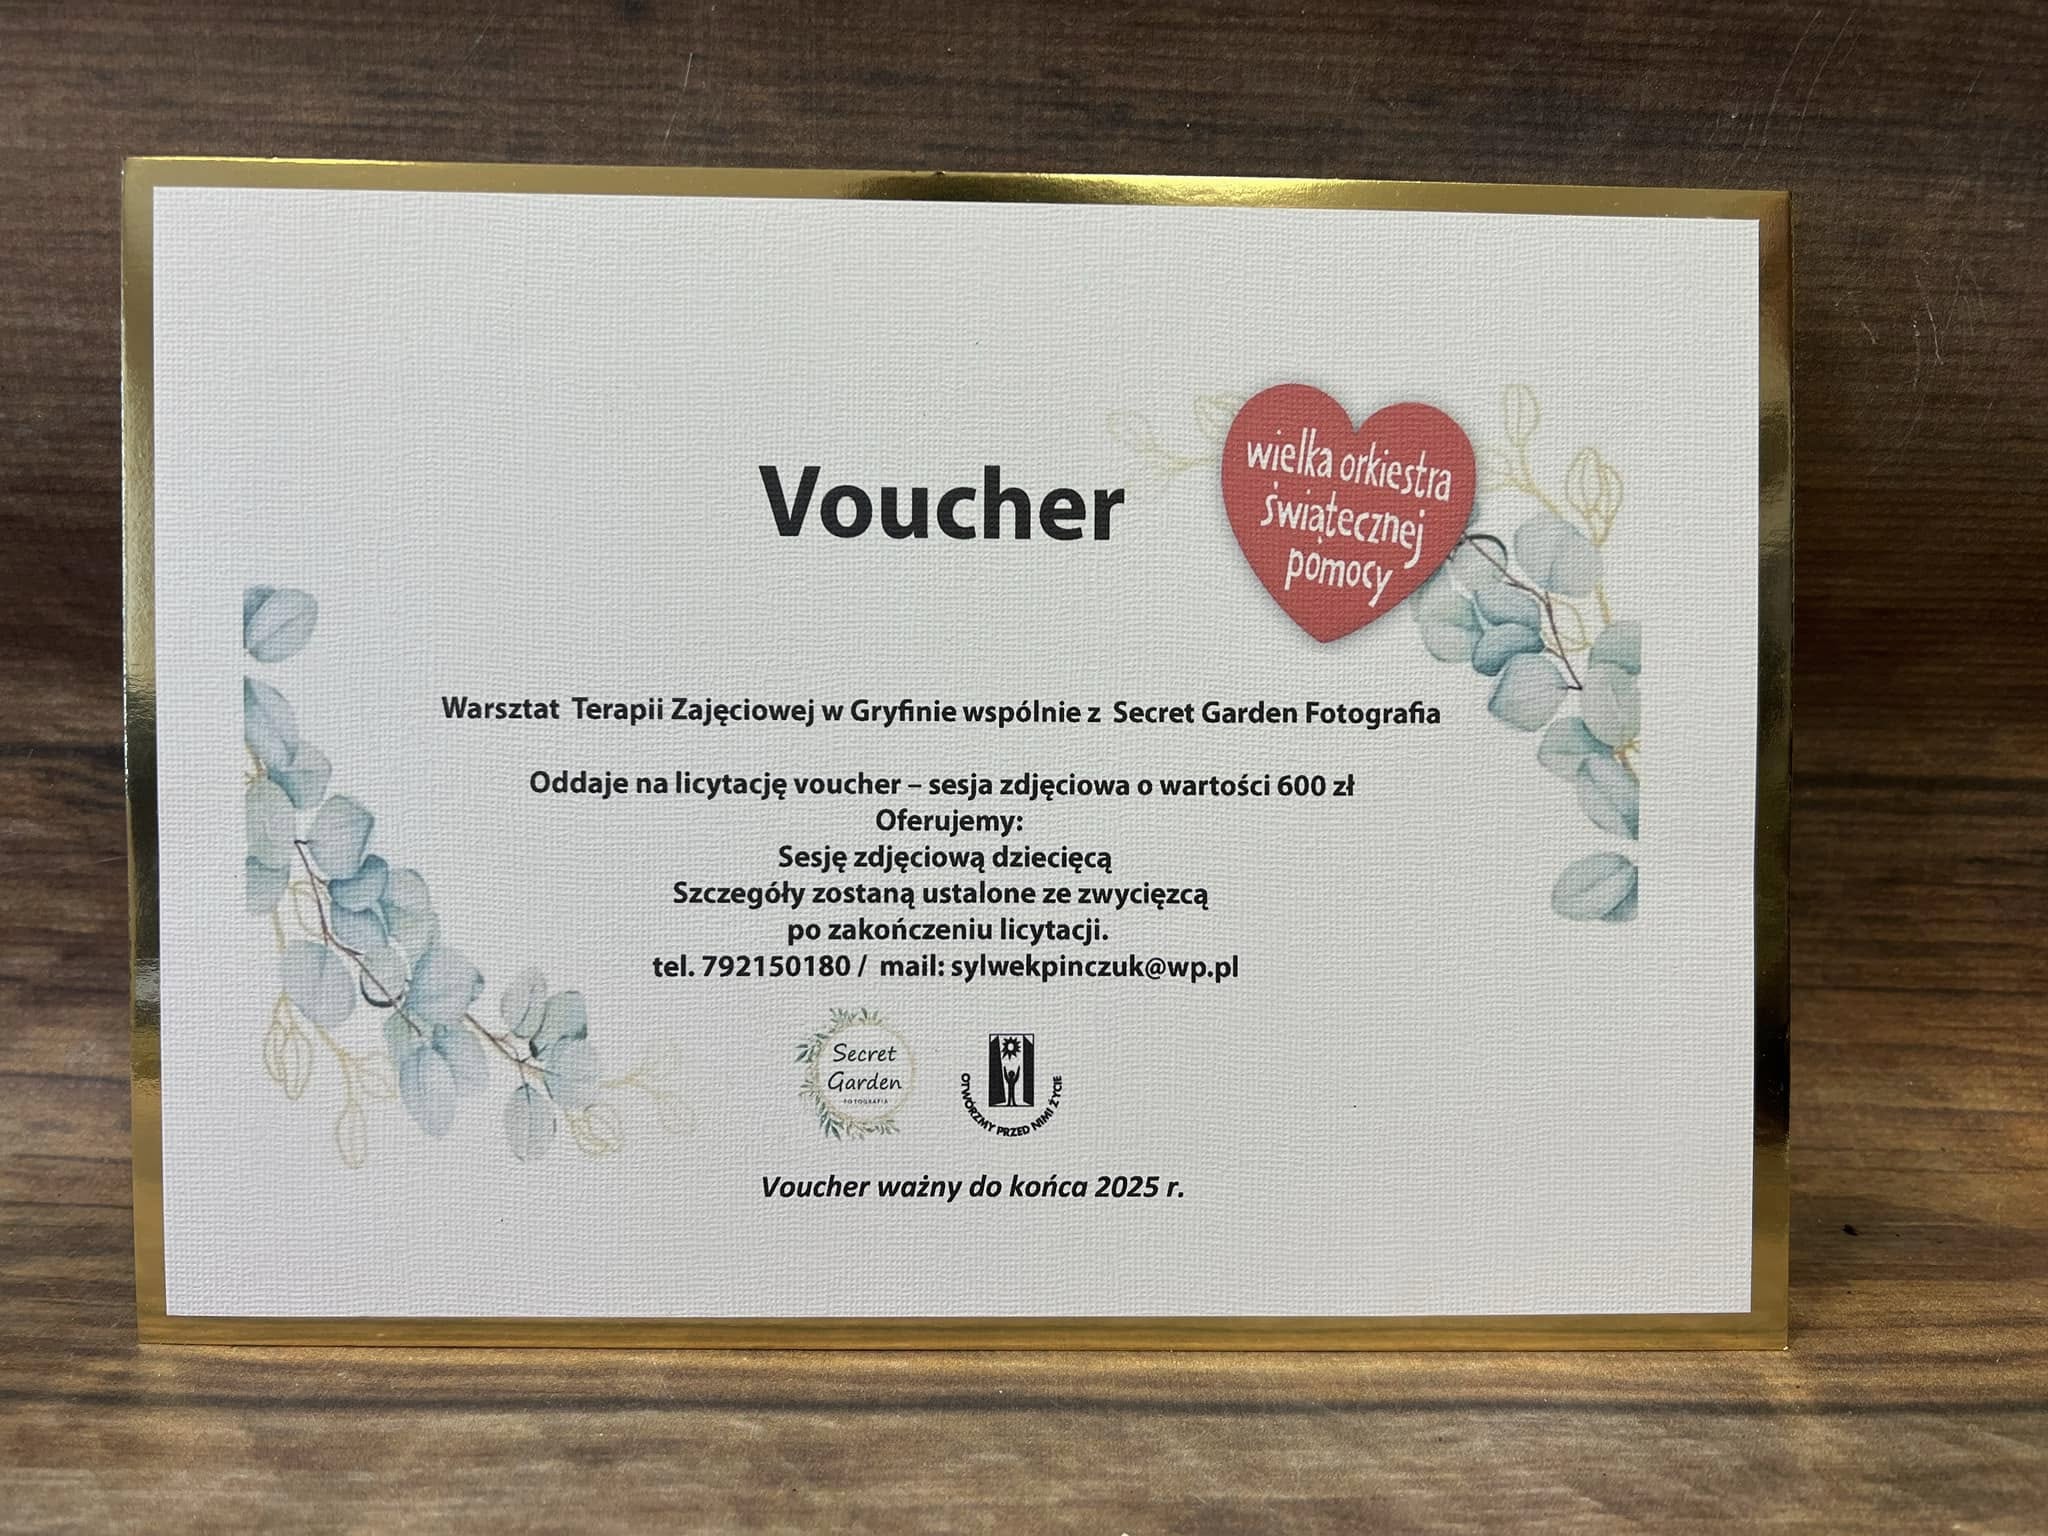 Voucher
wielka orkiestra
świątecznej
pomocy
Warsztat Terapii Zajęciowej w Gryfinie wspólnie z Secret Garden Fotografia
Oddaje na licytację voucher – sesja zdjęciowa o wartości 600 zł
Oferujemy:
Sesję zdjęciową dziecięcą
Szczegóły zostaną ustalone ze zwycięzcą
po zakończeniu licytacji.
tel. 792150180 / mail: sylwekpinczuk@wp.pl
Secret
Garden
FOTOGRAFIA
OTWÓRZMY PRZED NIMI ŻYCIE
Voucher ważny do końca 2025 r.